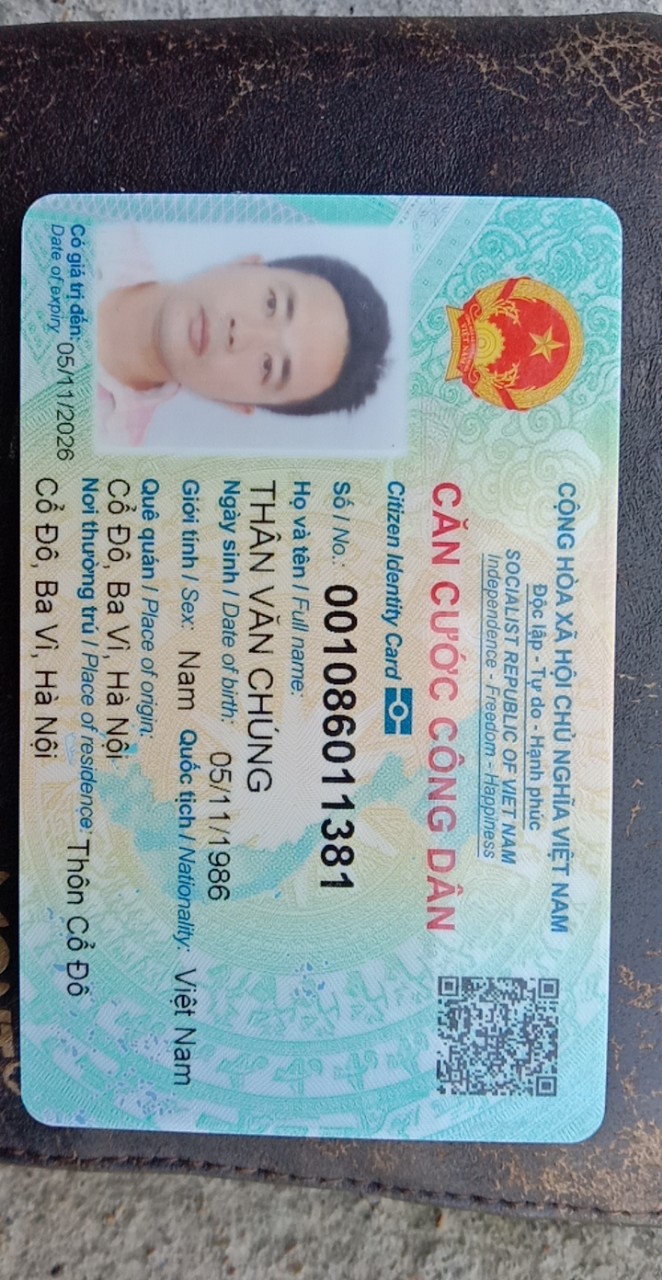 CỘNG HÒA XÃ HỘI CHỦ NGHĨA VIỆT NAM
Độc lập - Tự do - Hạnh phúc
SOCIALIST REPUBLIC OF VIET NAM
Independence - Freedom - Happiness
CĂN CƯỚC CÔNG DÂN
Citizen Identity Card
Số / No.: 001086011381
Họ và tên / Full name:
THÂN VĂN CHÚNG
Ngày sinh / Date of birth: 05/11/1986
Giới tính / Sex: Nam Quốc tịch / Nationality: Việt Nam
Quê quán / Place of origin:
Cổ Đô, Ba Vì, Hà Nội
Nơi thường trú / Place of residence: Thôn Cổ Đô
Cổ Đô, Ba Vì, Hà Nội
Có giá trị đến: 05/11/2026
Date of expiry
VIỆT NAM